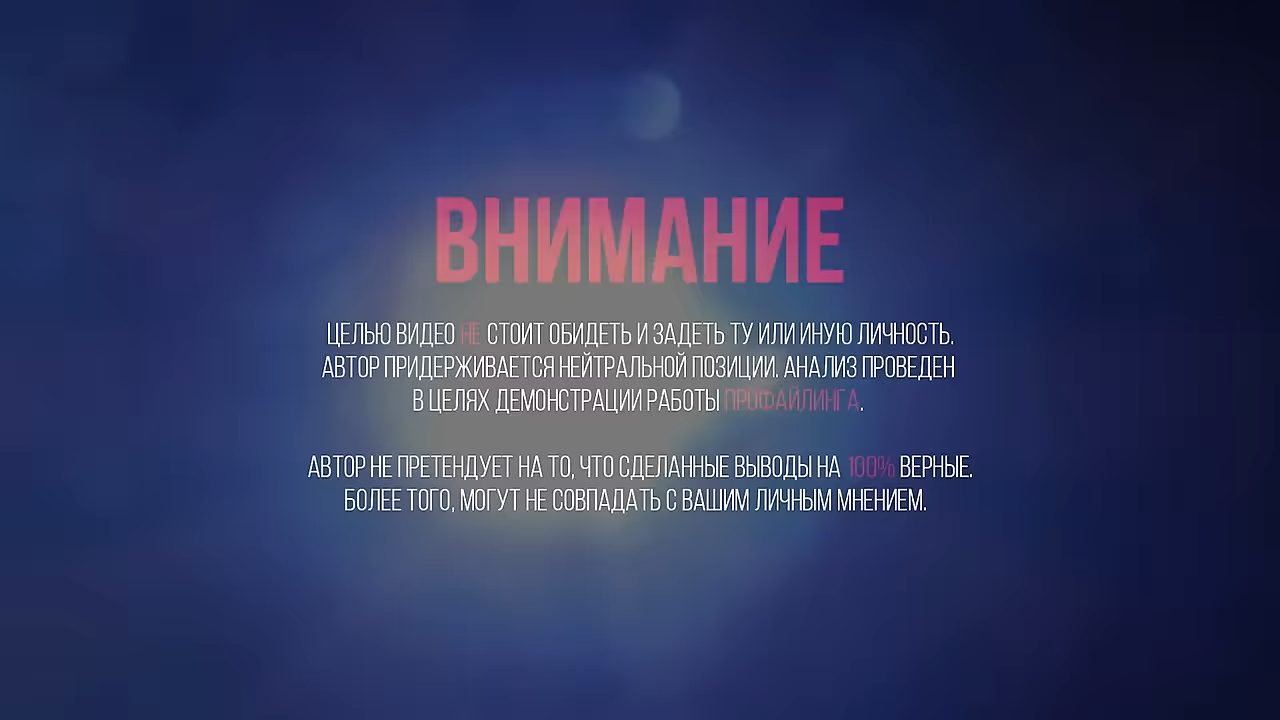 ВНИМАНИЕ
ЦЕЛЬЮ ВИДЕО НЕ СТОИТ ОБИДЕТЬ И ЗАДЕТЬ ТУ ИЛИ ИНУЮ ЛИЧНОСТЬ.
АВТОР ПРИДЕРЖИВАЕТСЯ НЕЙТРАЛЬНОЙ ПОЗИЦИИ. АНАЛИЗ ПРОВЕДЕН
В ЦЕЛЯХ ДЕМОНСТРАЦИИ РАБОТЫ ПРОФАЙЛИНГА.
АВТОР НЕ ПРЕТЕНДУЕТ НА ТО, ЧТО СДЕЛАННЫЕ ВЫВОДЫ НА 100% ВЕРНЫЕ.
БОЛЕЕ ТОГО, МОГУТ НЕ СОВПАДАТЬ С ВАШИМ ЛИЧНЫМ МНЕНИЕМ.